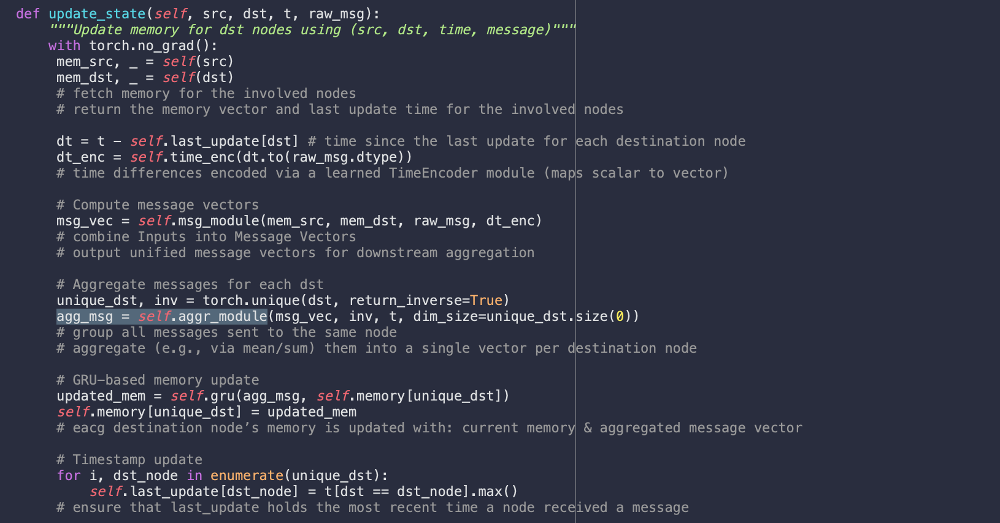 def update_state(self, src, dst, t, raw_msg):
"""Update memory for dst nodes using (src, dst, time, message)"""
with torch.no_grad():
mem_src, _ = self(src)
mem_dst, _ = self(dst)
# fetch memory for the involved nodes
# return the memory vector and last update time for the involved nodes
dt = t - self.last_update[dst] # time since the last update for each destination node
dt_enc = self.time_enc(dt.to(raw_msg.dtype))
# time differences encoded via a learned TimeEncoder module (maps scalar to vector)
# Compute message vectors
msg_vec = self.msg_module(mem_src, mem_dst, raw_msg, dt_enc)
# combine Inputs into Message Vectors
# output unified message vectors for downstream aggregation
# Aggregate messages for each dst
unique_dst, inv = torch.unique(dst, return_inverse=True)
agg_msg = self.aggr_module(msg_vec, inv, t, dim_size=unique_dst.size(0))
# group all messages sent to the same node
# aggregate (e.g., via mean/sum) them into a single vector per destination node
# GRU-based memory update
updated_mem = self.gru(agg_msg, self.memory[unique_dst])
self.memory[unique_dst] = updated_mem
# eacg destination node’s memory is updated with: current memory & aggregated message vector
# Timestamp update
for i, dst_node in enumerate(unique_dst):
self.last_update[dst_node] = t[dst == dst_node].max()
# ensure that last_update holds the most recent time a node received a message